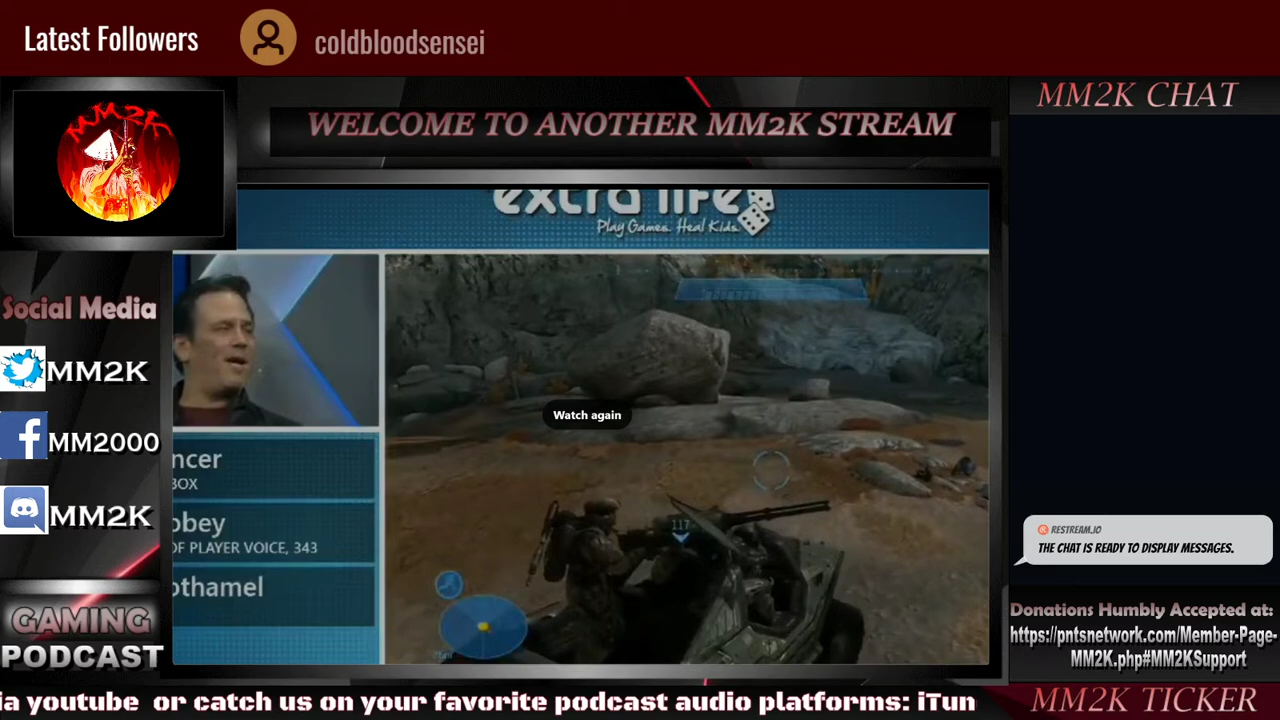 Latest Followers
coldbloodsensei
MM2K
WELCOME TO ANOTHER MM2K STREAM
MM2K CHAT
extra life
Play Games. Heal Kids.
Social Media
MM2K
MM2000
MM2K
Watch again
ncer
BOX
obey
OF PLAYER VOICE, 343
othamel
117
RESTREAM.IO
THE CHAT IS READY TO DISPLAY MESSAGES.
GAMING
PODCAST
Donations Humbly Accepted at:
https://pntsnetwork.com/Member-Page-
MM2K.php#MM2KSupport
ia youtube or catch us on your favorite podcast audio platforms: iTun
MM2K TICKER